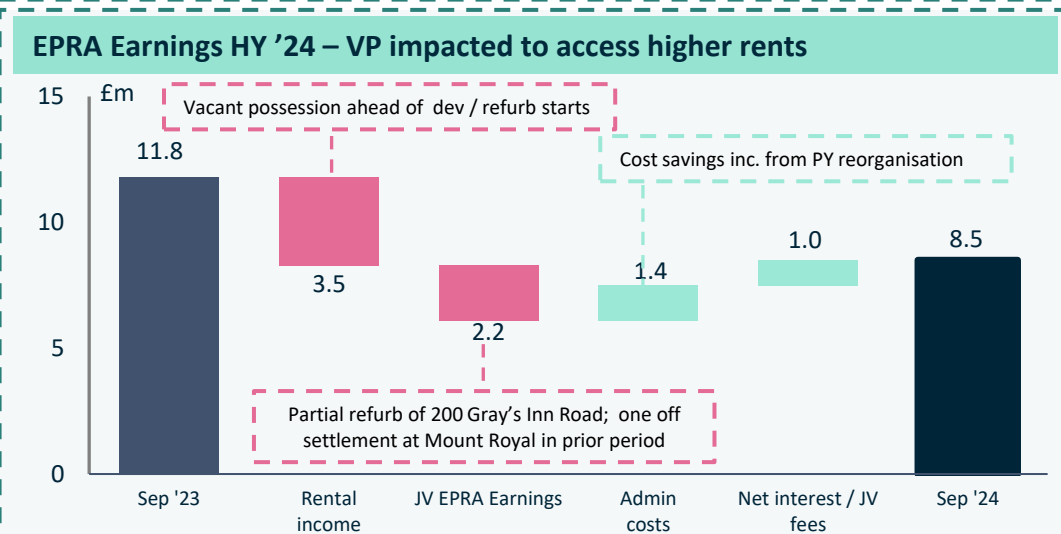 EPRA Earnings HY '24 – VP impacted to access higher rents
15
£m
Vacant possession ahead of dev / refurb starts
11.8
Cost savings inc. from PY reorganisation
10
3.5
1.4
1.0
8.5
5
2.2
Partial refurb of 200 Gray's Inn Road; one off
settlement at Mount Royal in prior period
0
Sep '23
Rental
income
JV EPRA Earnings
Admin
costs
Net interest / JV
fees
Sep '24